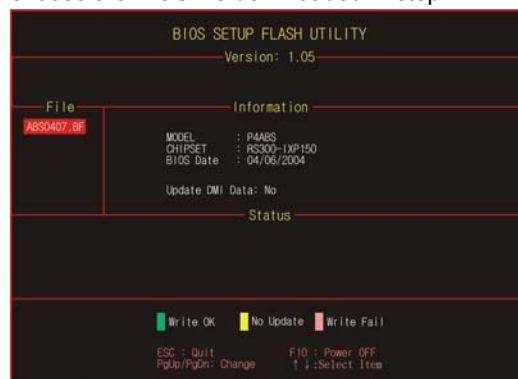 BIOS SETUP FLASH UTILITY
Version: 1.05
File
Information
ABS0407.BF
MODEL : P4ABS
CHIPSET : RS300-IXP150
BIOS Date : 04/06/2004
Update DMI Data: No
Status
Write OK No Update Write Fail
ESC : Quit F10 : Power OFF
PgUp/PgDn: Change ↑↓:Select Item